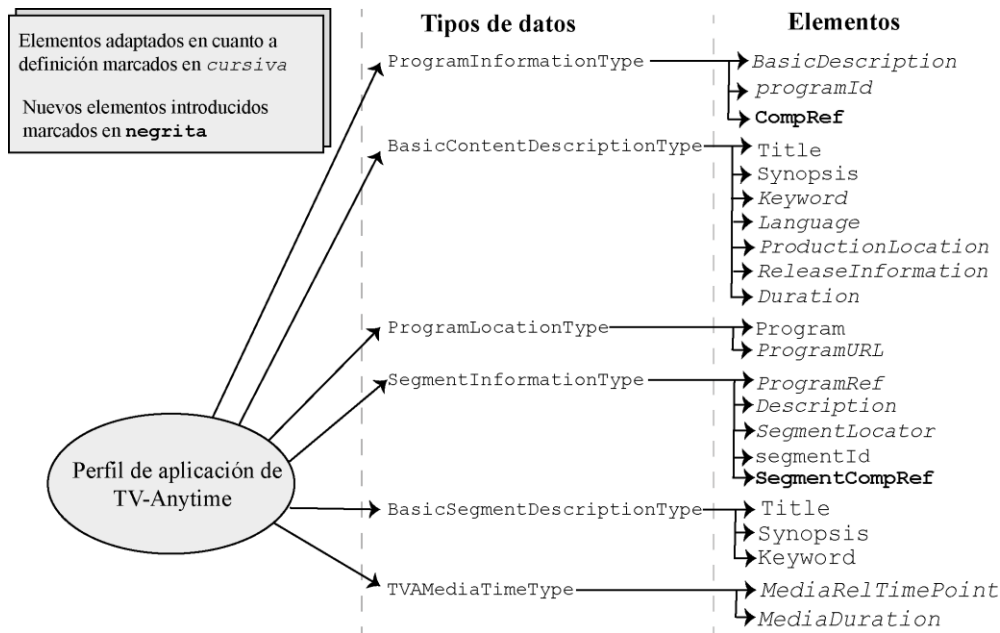 Elementos adaptados en cuanto a
definición marcados en cursiva
Nuevos elementos introducidos
marcados en negrita
Tipos de datos
Elementos
ProgramInformationType
BasicDescription
programId
CompRef
BasicContentDescriptionType
Title
Synopsis
Keyword
Language
ProductionLocation
ReleaseInformation
Duration
ProgramLocationType
Program
ProgramURL
SegmentInformationType
ProgramRef
Description
SegmentLocator
segmentId
SegmentCompRef
Perfil de aplicación de
TV-Anytime
BasicSegmentDescriptionType
Title
Synopsis
Keyword
TVAMediaTimeType
MediaRelTimePoint
MediaDuration